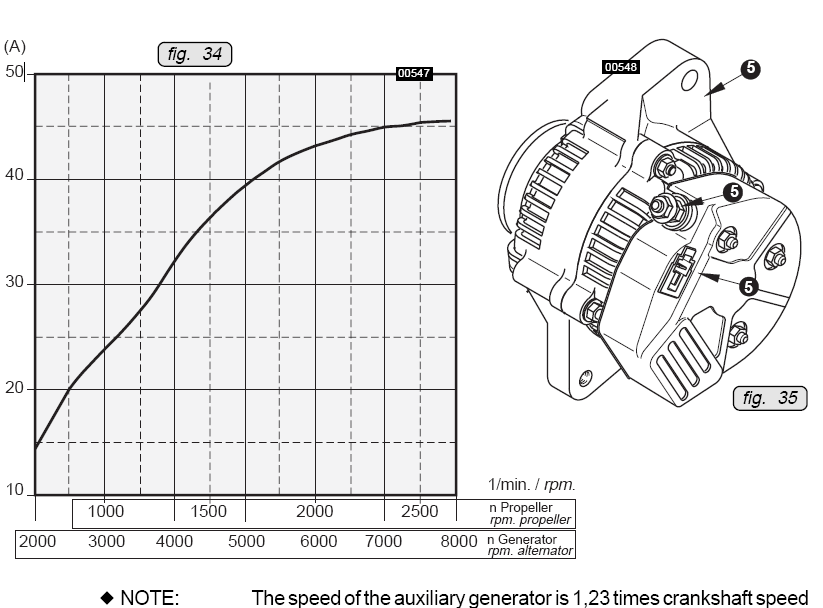 (A)
fig. 34
00547
50
40
30
20
10
1/min. / rpm.
1000 1500 2000 2500 n Propeller
rpm. propeller
2000 3000 4000 5000 6000 7000 8000 n Generator
rpm. alternator
00548
5
5
5
fig. 35
◆ NOTE: The speed of the auxiliary generator is 1,23 times crankshaft speed